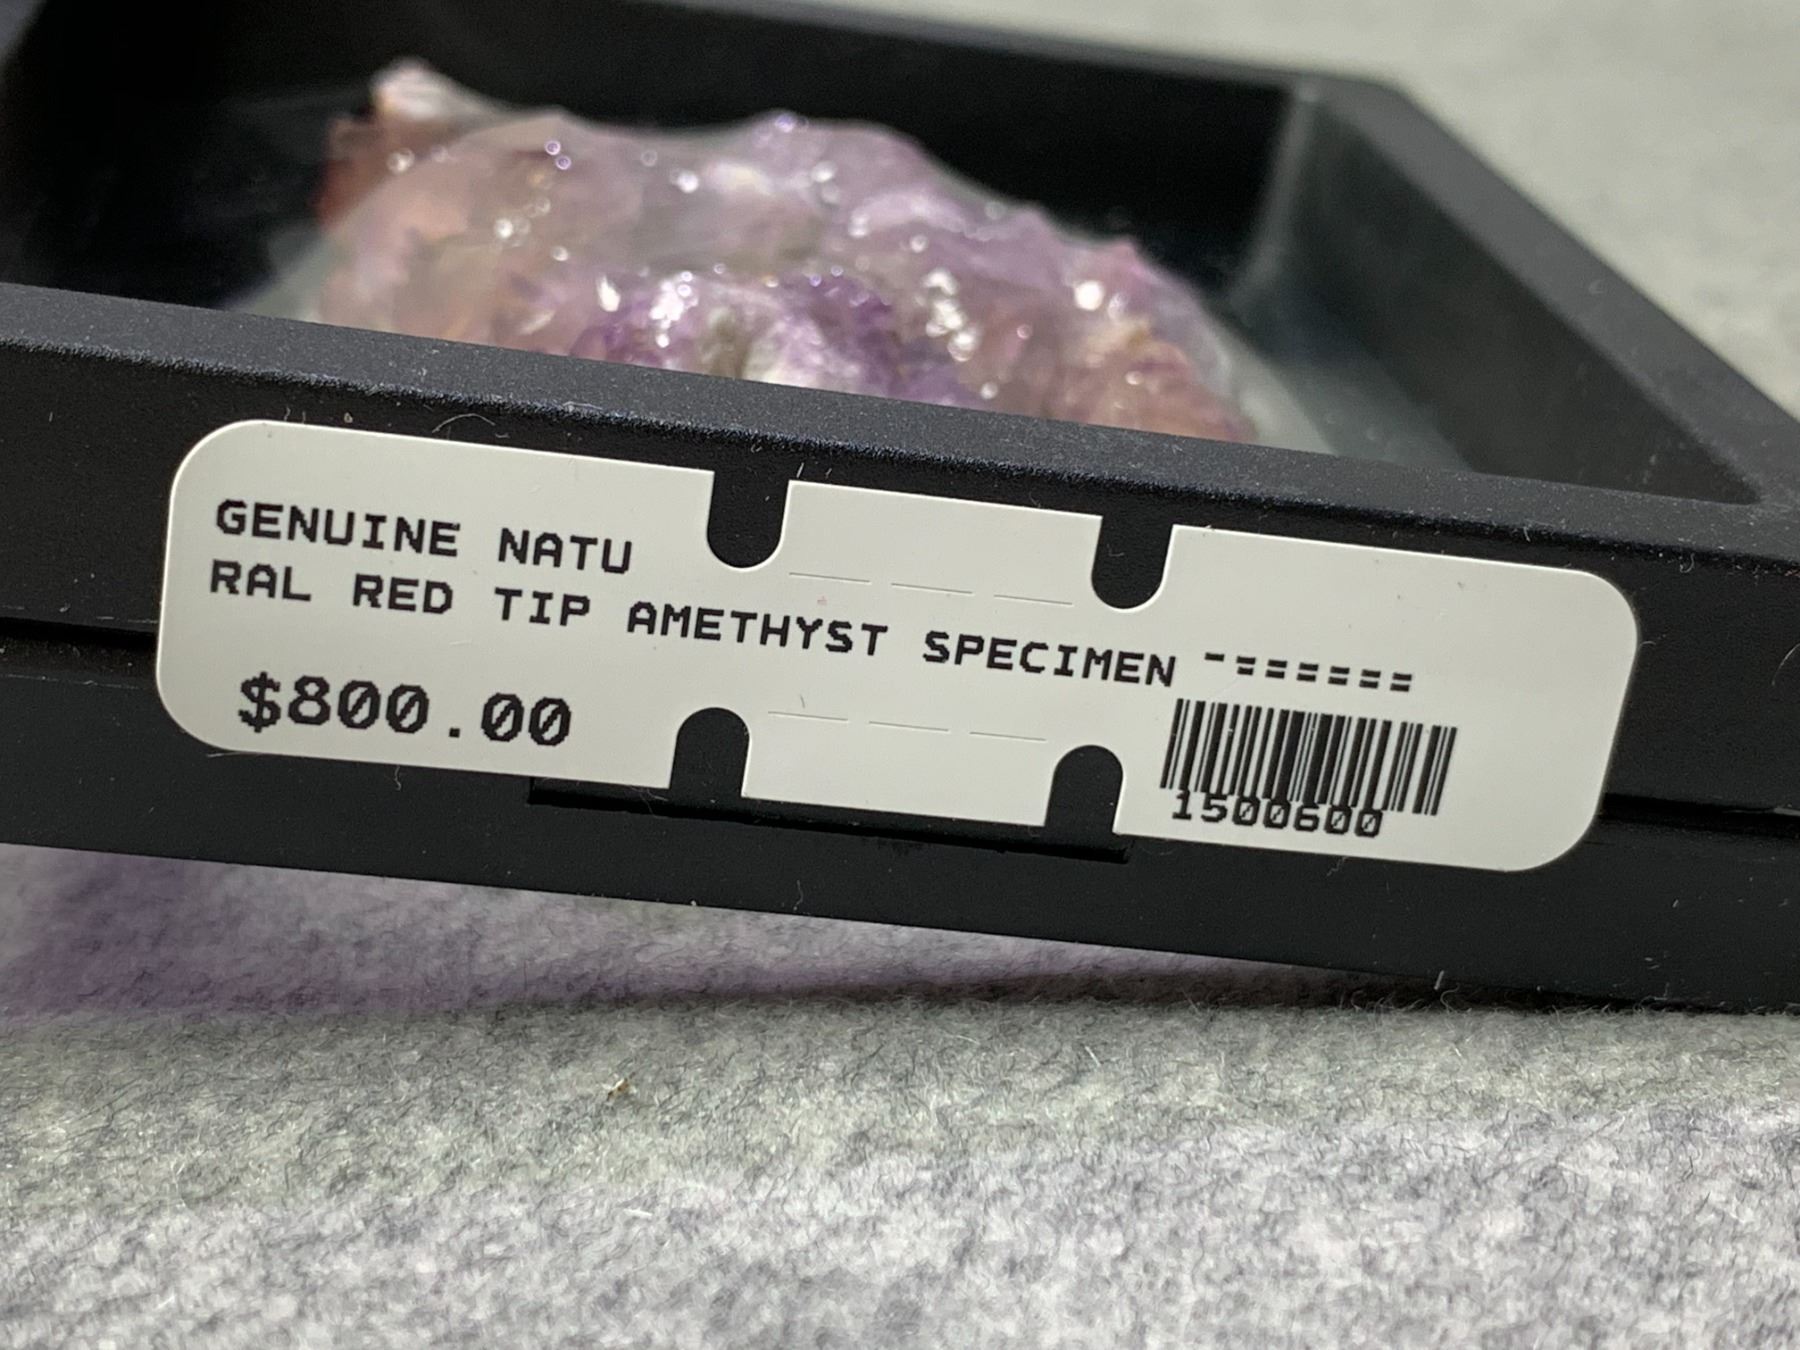 GENUINE NATU
RAL RED TIP AMETHYST SPECIMEN -======
$800.00
1500600